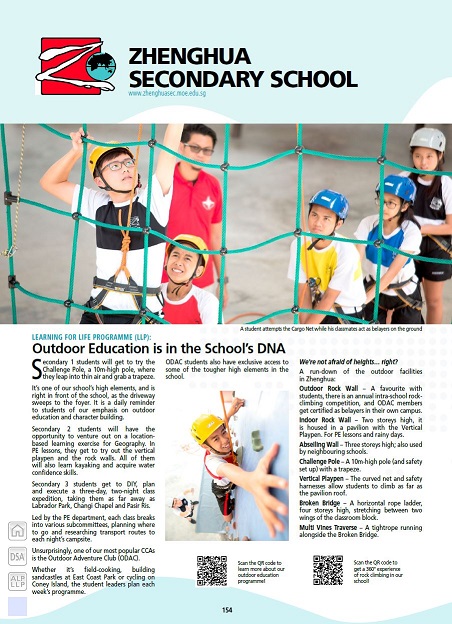 ZHENGHUA
SECONDARY SCHOOL
www.zhenghuasec.moe.edu.sg
A student attempts the Cargo Net while his classmates act as belayers on the ground
LEARNING FOR LIFE PROGRAMME (LLP):
Outdoor Education is in the School's DNA
Secondary 1 students will get to try the
Challenge Pole, a 10m-high pole, where
they leap into thin air and grab a trapeze.
It's one of our school's high elements, and is
right in front of the school, as the driveway
sweeps to the foyer. It is a daily reminder
to students of our emphasis on outdoor
education and character building.
Secondary 2 students will have the
opportunity to venture out on a location-
based learning exercise for Geography. In
PE lessons, they get to try out the vertical
playpen and the rock walls. All of them
will also learn kayaking and acquire water
confidence skills.
Secondary 3 students get to DIY, plan
and execute a three-day, two-night class
expedition, taking them as far away as
Labrador Park, Changi Chapel and Pasir Ris.
Led by the PE department, each class breaks
into various subcommittees, planning where
to go and researching transport routes to
each night's campsite.
Unsurprisingly, one of our most popular CCAs
is the Outdoor Adventure Club (ODAC).
Whether it's field-cooking, building
sandcastles at East Coast Park or cycling on
Coney Island, the student leaders plan each
week's programme.
ODAC students also have exclusive access to
some of the tougher high elements in the
school.
We're not afraid of heights... right?
A run-down of the outdoor facilities
in Zhenghua:
Outdoor Rock Wall – A favourite with
students, there is an annual intra-school rock-
climbing competition, and ODAC members
get certified as belayers in their own campus.
Indoor Rock Wall – Two storeys high, it
is housed in a pavilion with the Vertical
Playpen. For PE lessons and rainy days.
Abseiling Wall – Three storeys high; also used
by neighbouring schools.
Challenge Pole – A 10m-high pole (and safety
set up) with a trapeze.
Vertical Playpen – The curved net and safety
harnesses allow students to climb as far as
the pavilion roof.
Broken Bridge – A horizontal rope ladder,
four storeys high, stretching between two
wings of the classroom block.
Multi Vines Traverse – A tightrope running
alongside the Broken Bridge.
Scan the QR code to
learn more about our
outdoor education
programme!
Scan the QR code to
get a 360° experience
of rock climbing in our
school!
DSA
ALP
LLP
154